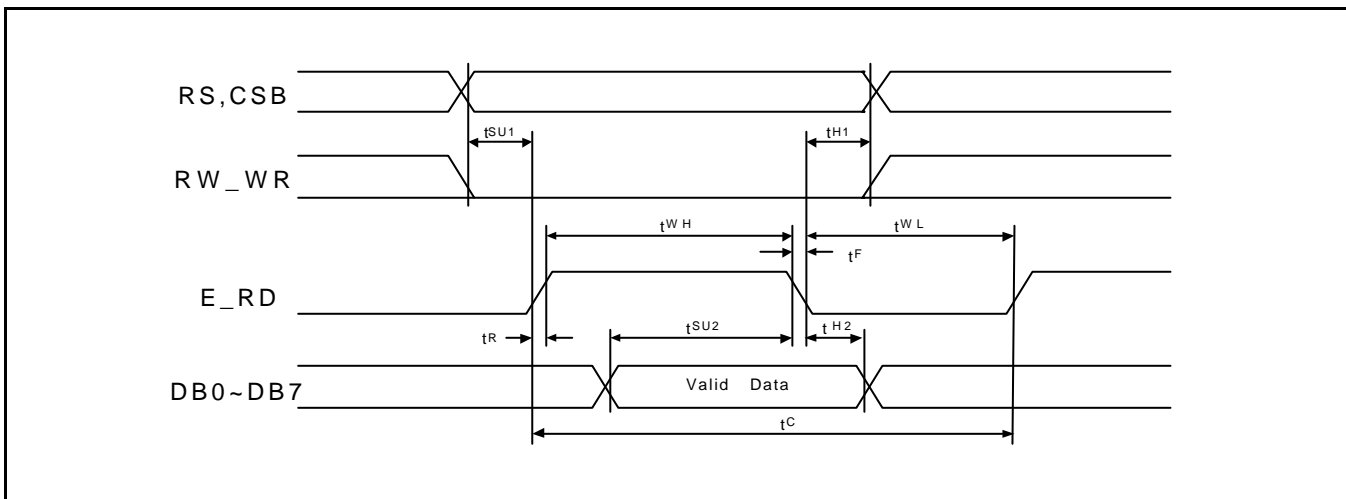 RS,CSB
tSU1
tH1
RW_WR
tWH
tWL
tF
E_RD
tSU2
tH2
tR
DB0~DB7
Valid Data
tC